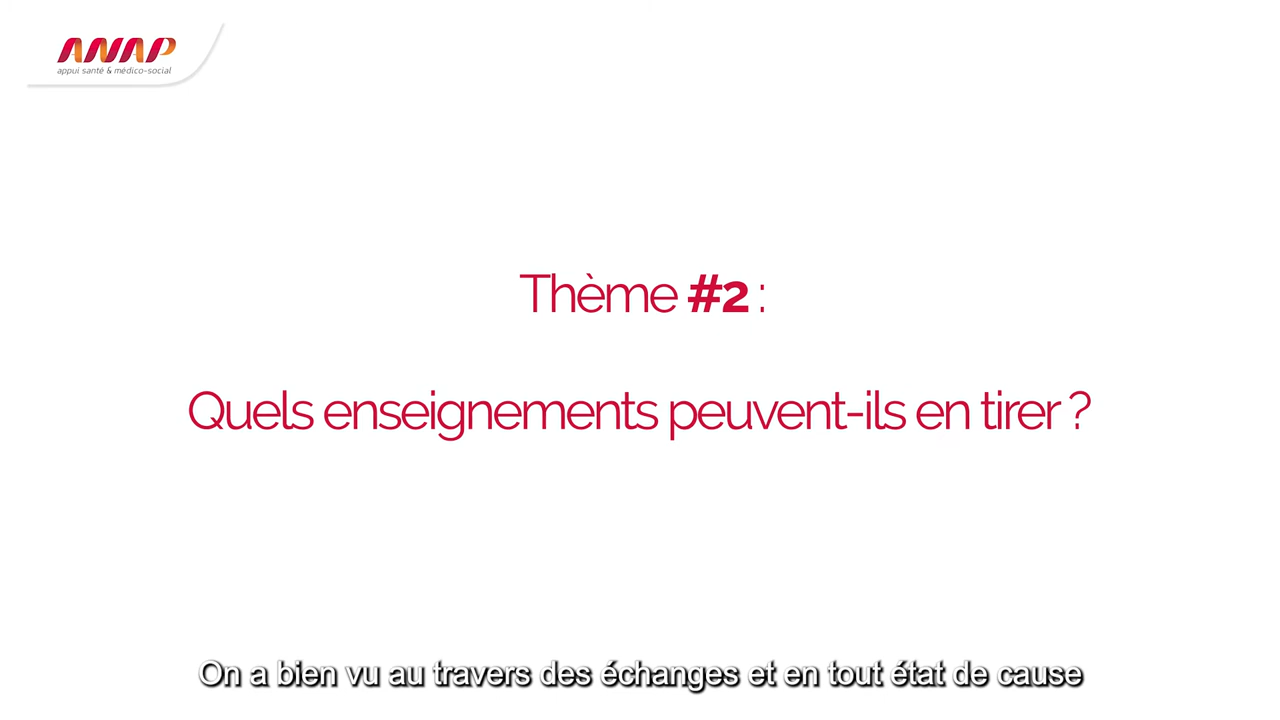 ANAP
appui santé & médico-social
Thème #2 :
Quels enseignements peuvent-ils en tirer ?
On a bien vu au travers des échanges et en tout état de cause